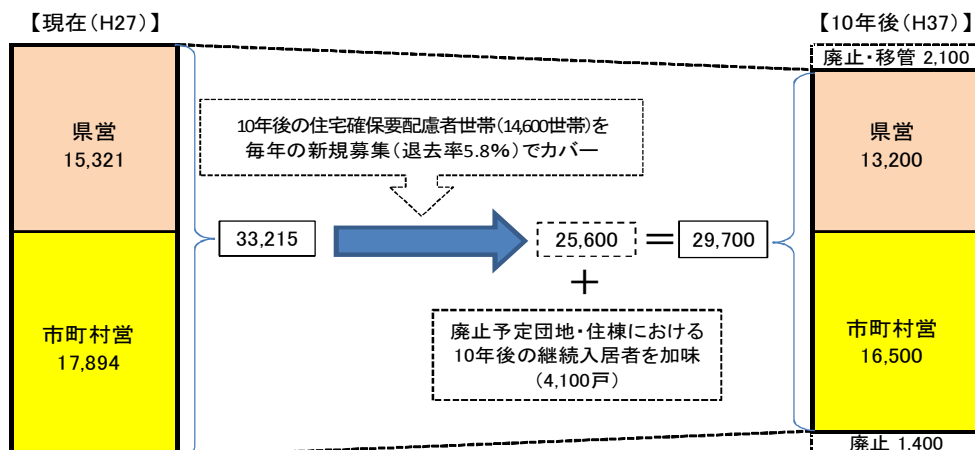 【現在（H27）】
【10年後（H37）】
廃止・移管 2,100
県営
15,321
10年後の住宅確保要配慮者世帯（14,600世帯）を
毎年の新規募集（退去率5.8%）でカバー
県営
13,200
33,215
25,600
＝
29,700
＋
市町村営
17,894
廃止予定団地・住棟における
10年後の継続入居者を加味
（4,100戸）
市町村営
16,500
廃止 1,400